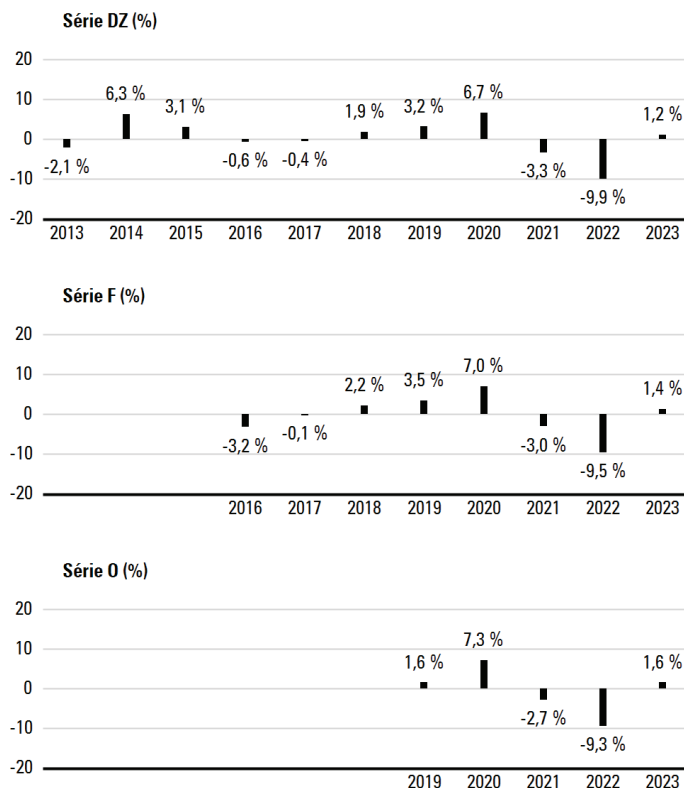 Série DZ (%)
20
10
0
-10
-20
-2,1 % 6,3 % 3,1 % -0,6 % -0,4 % 1,9 % 3,2 % 6,7 % -3,3 % -9,9 % 1,2 %
2013 2014 2015 2016 2017 2018 2019 2020 2021 2022 2023
Série F (%)
20
10
0
-10
-20
-3,2 % -0,1 % 2,2 % 3,5 % 7,0 % -3,0 % -9,5 % 1,4 %
2016 2017 2018 2019 2020 2021 2022 2023
Série O (%)
20
10
0
-10
-20
1,6 % 7,3 % -2,7 % -9,3 % 1,6 %
2019 2020 2021 2022 2023